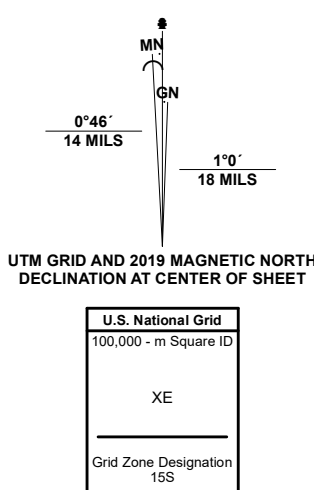 MN
GN
0°46´
14 MILS
1°0´
18 MILS
UTM GRID AND 2019 MAGNETIC NORTH
DECLINATION AT CENTER OF SHEET
U.S. National Grid
100,000 - m Square ID
XE
Grid Zone Designation
15S